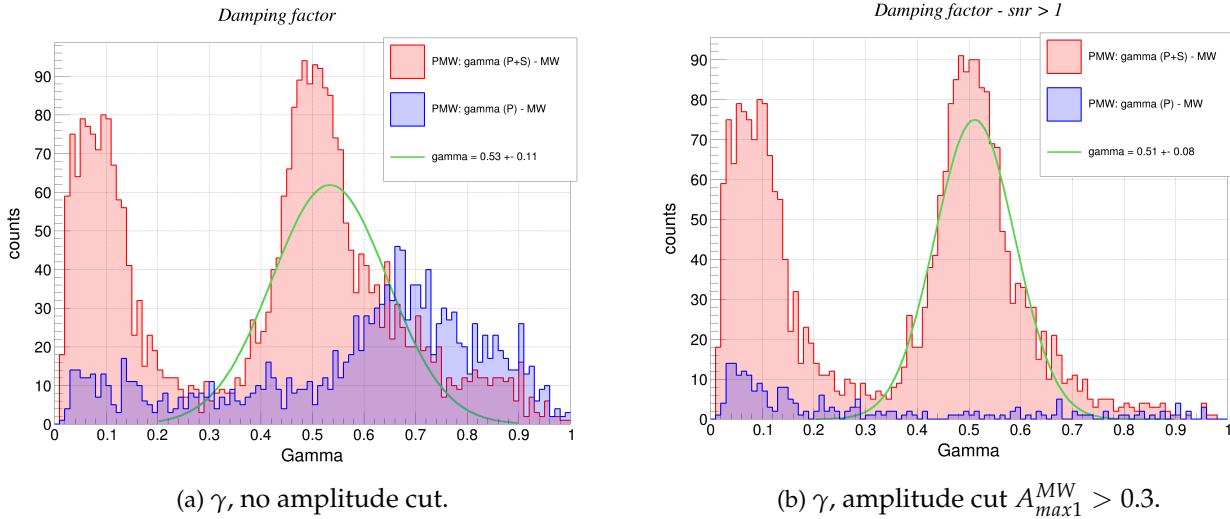 Damping factor
PMW: gamma (P+S) - MW
PMW: gamma (P) - MW
gamma = 0.53 +- 0.11
counts
90
80
70
60
50
40
30
20
10
0
0 0.1 0.2 0.3 0.4 0.5 0.6 0.7 0.8 0.9 1
Gamma
(a) γ, no amplitude cut.
Damping factor - snr > 1
PMW: gamma (P+S) - MW
PMW: gamma (P) - MW
gamma = 0.51 +- 0.08
counts
90
80
70
60
50
40
30
20
10
0
0 0.1 0.2 0.3 0.4 0.5 0.6 0.7 0.8 0.9 1
Gamma
(b) γ, amplitude cut A^{MW}_{max1} > 0.3.